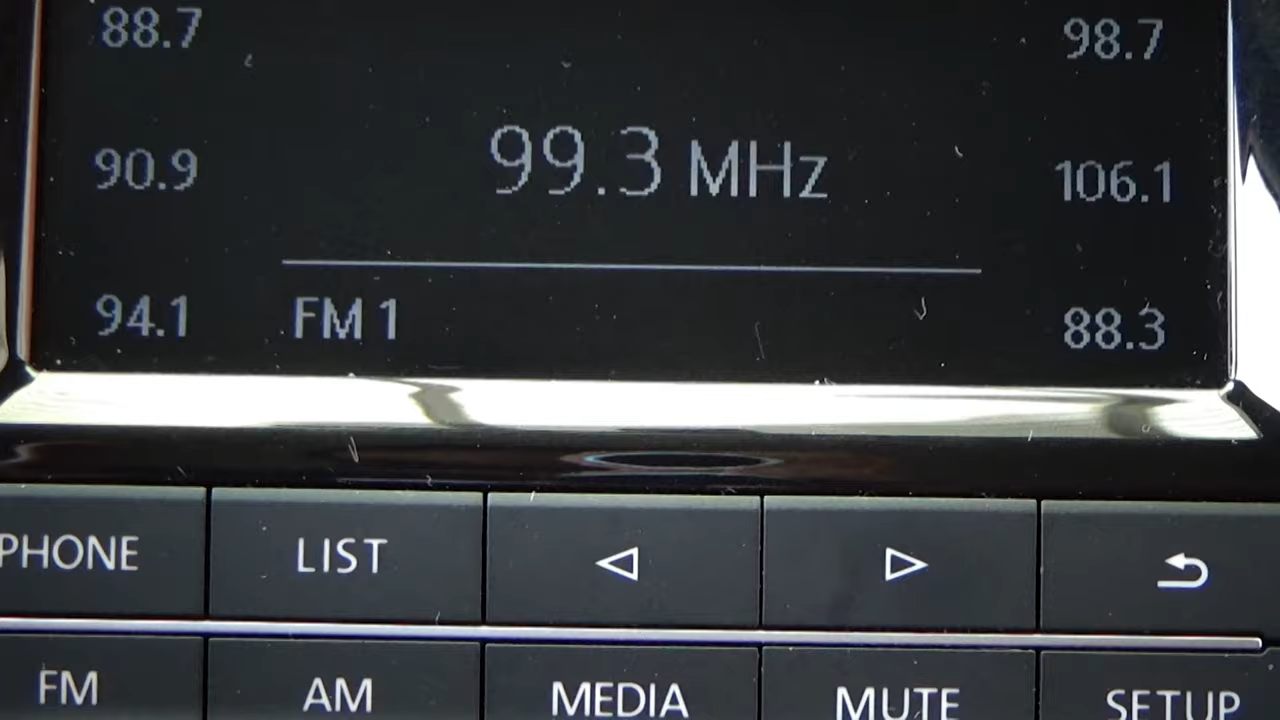 88.7 98.7
90.9 99.3 MHz 106.1
94.1 FM 1 88.3
PHONE LIST
FM AM MEDIA MUTE SETUP